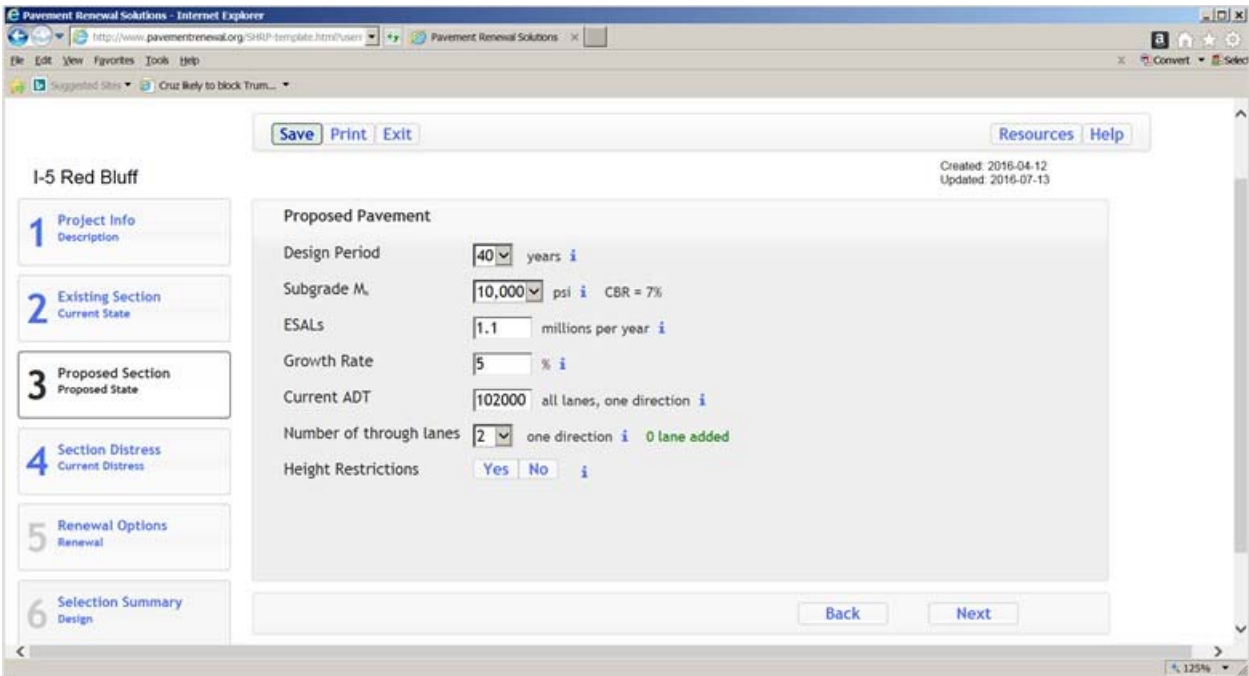 Pavement Renewal Solutions - Internet Explorer
http://www.pavementrenewal.org/SHRP-template.html?user Pavement Renewal Solutions
File Edit View Favorites Tools Help
Convert Select
Suggested Sites Cruz likely to block Trum...
Save Print Exit
Resources Help
I-5 Red Bluff
Created: 2016-04-12
Updated: 2016-07-13
1 Project Info
Description
2 Existing Section
Current State
3 Proposed Section
Proposed State
4 Section Distress
Current Distress
5 Renewal Options
Renewal
6 Selection Summary
Design
Proposed Pavement
Design Period 40 years i
Subgrade Mr 10,000 psi i CBR = 7%
ESALs 1.1 millions per year i
Growth Rate 5 % i
Current ADT 102000 all lanes, one direction i
Number of through lanes 2 one direction i 0 lane added
Height Restrictions Yes No i
Back Next
125%